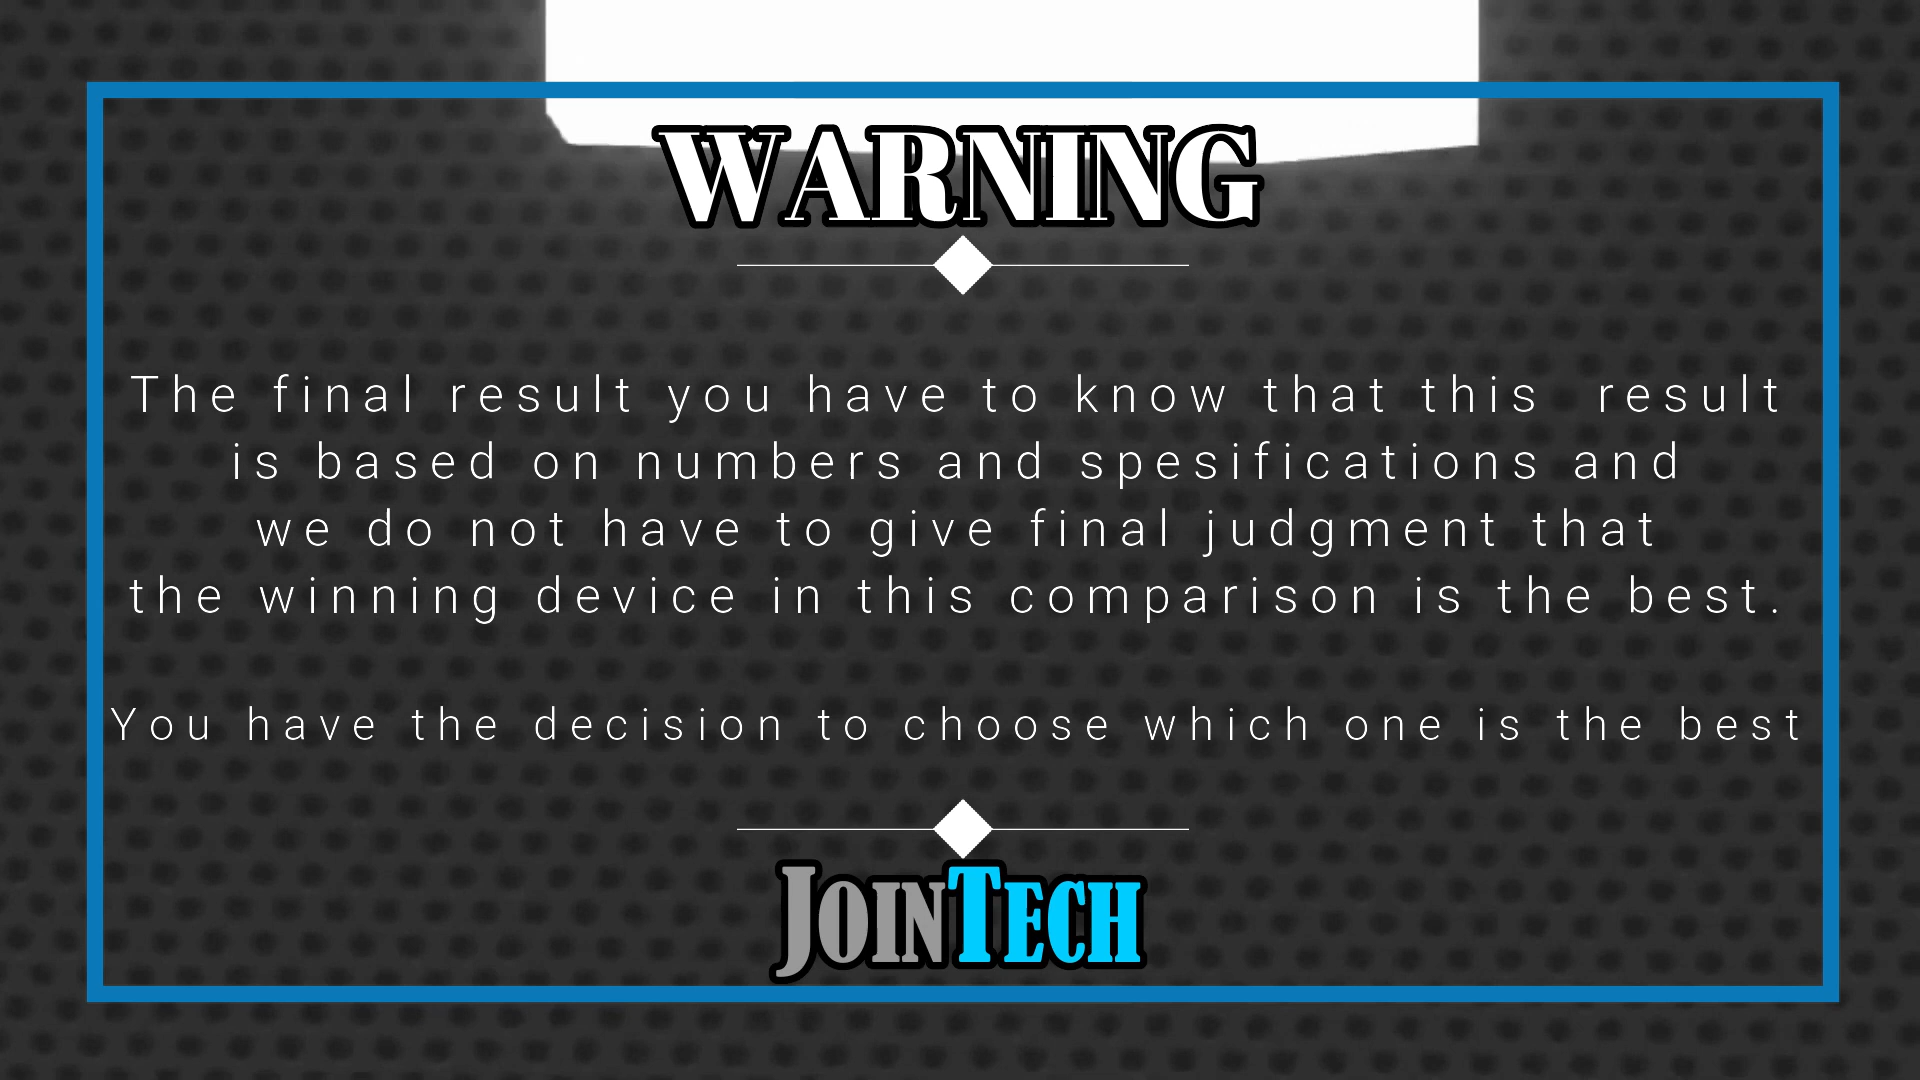 WARNING
The final result you have to know that this result
is based on numbers and spesifications and
we do not have to give final judgment that
the winning device in this comparison is the best.
You have the decision to choose which one is the best
JOINTECH